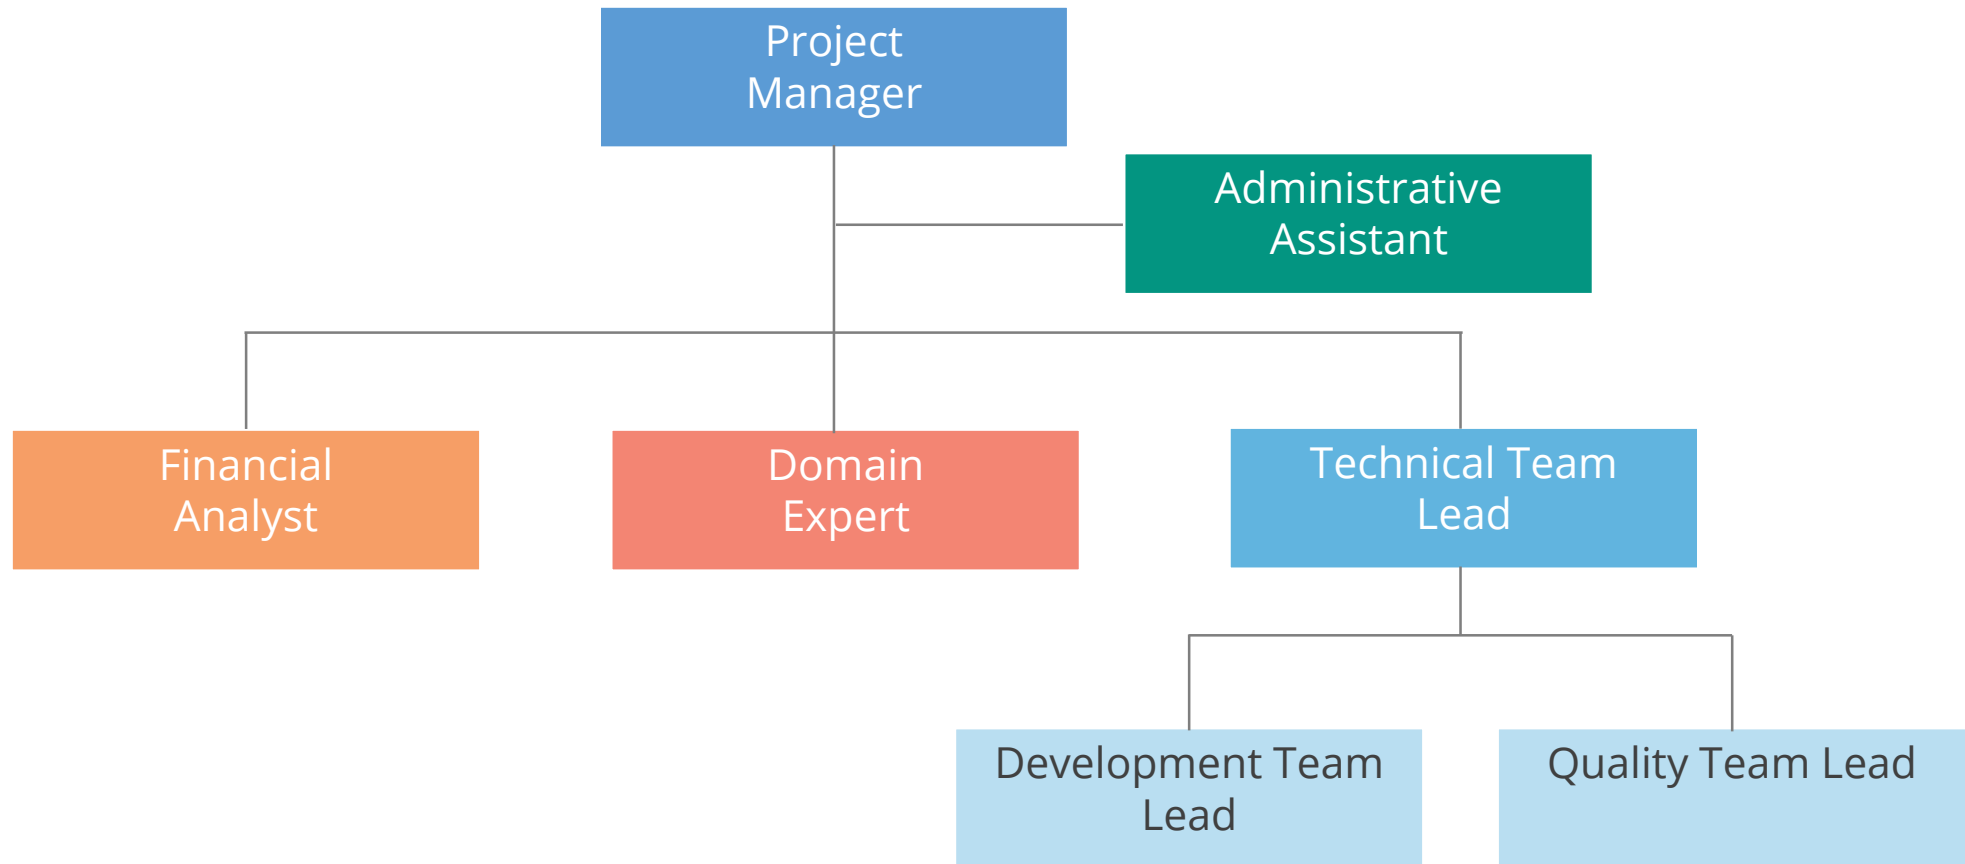 Project
Manager
Administrative
Assistant
Financial
Analyst
Domain
Expert
Technical Team
Lead
Development Team
Lead
Quality Team Lead